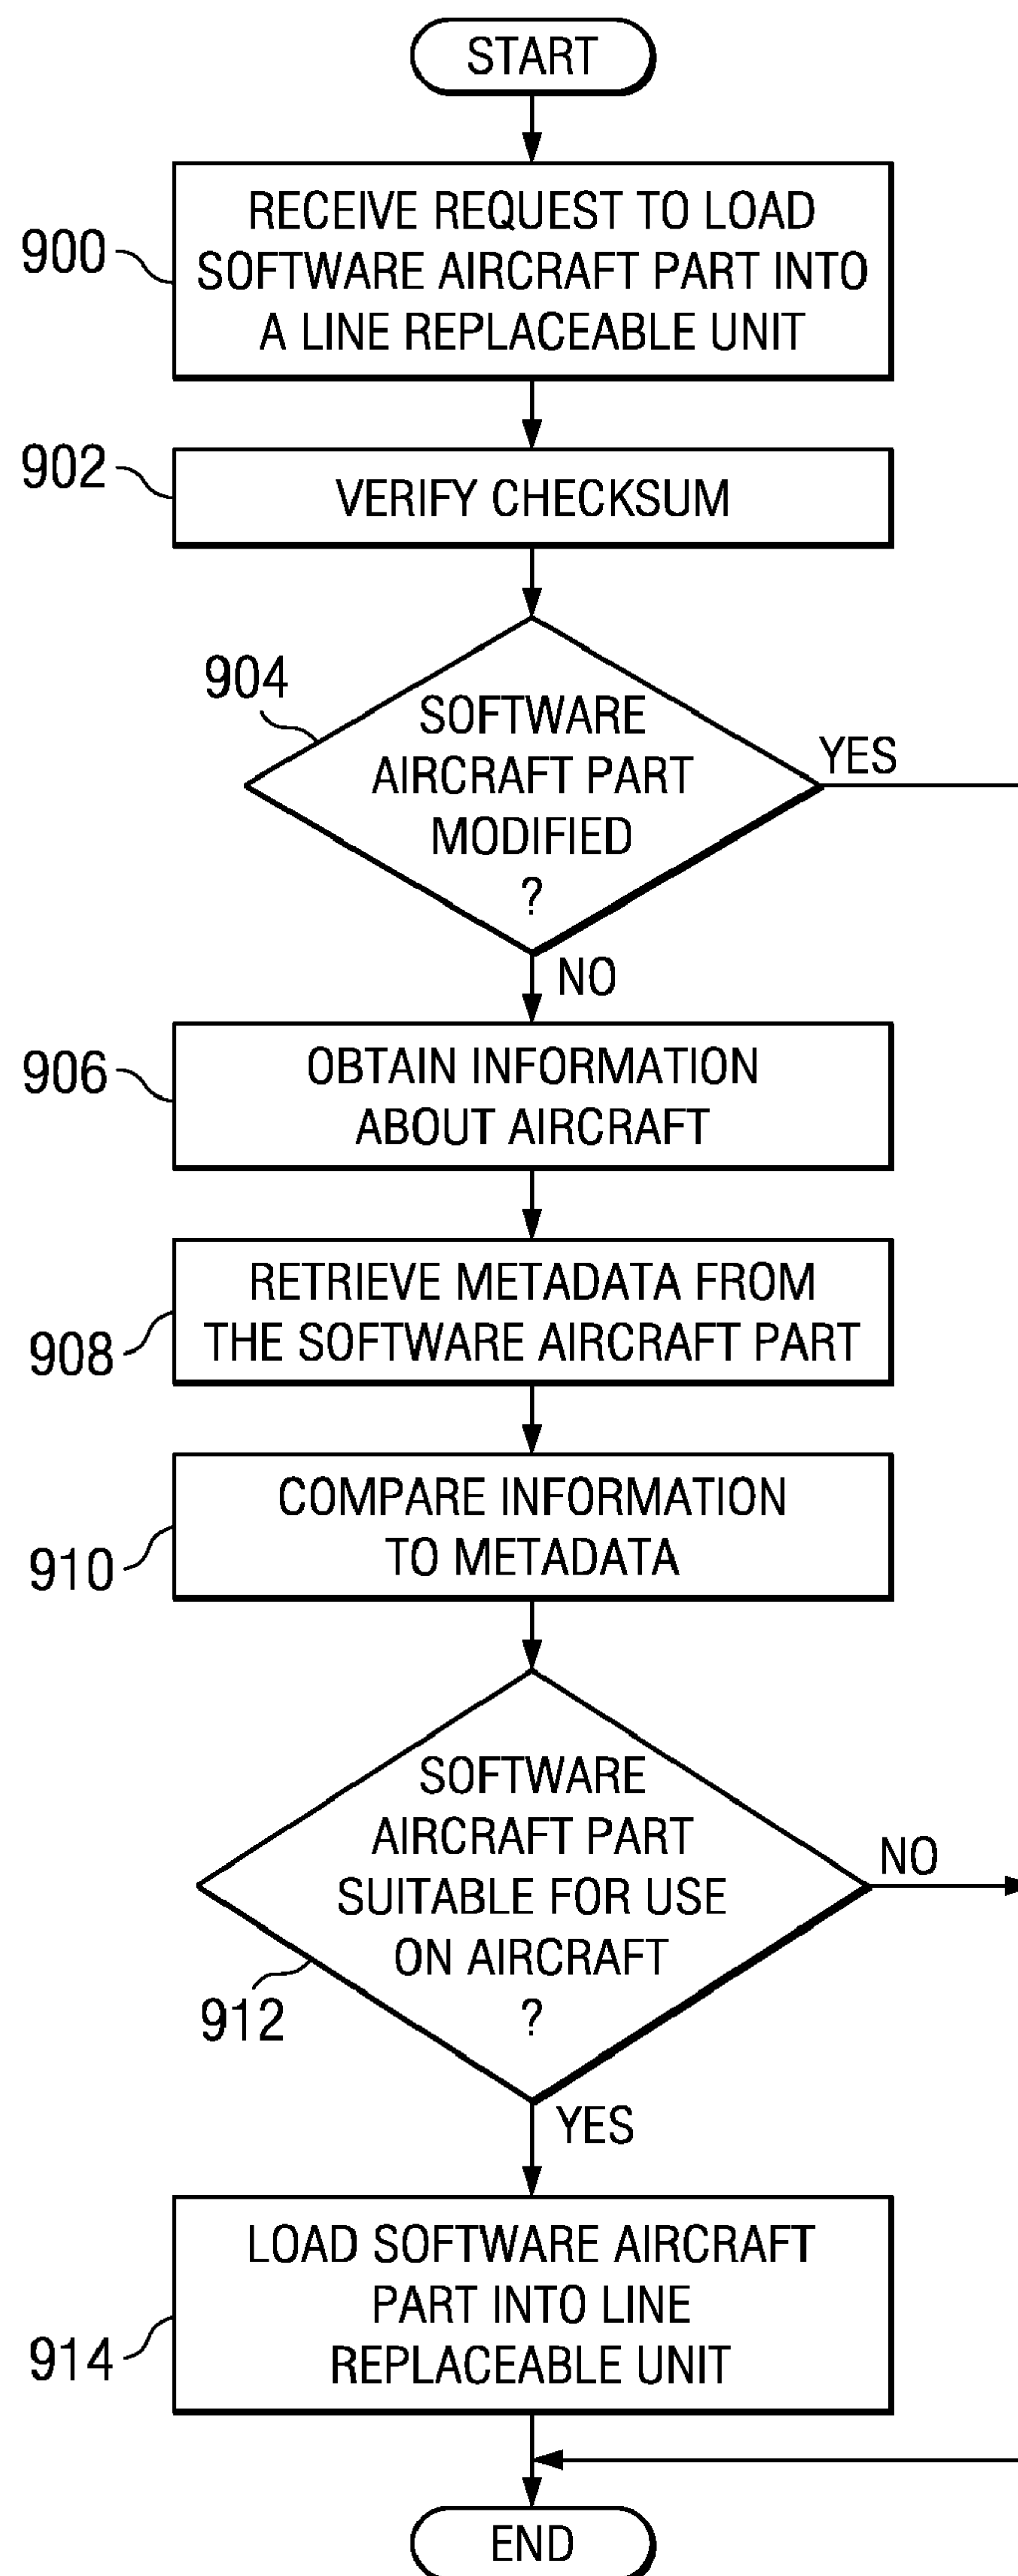 START
900
RECEIVE REQUEST TO LOAD
SOFTWARE AIRCRAFT PART INTO
A LINE REPLACEABLE UNIT
902
VERIFY CHECKSUM
904
SOFTWARE
AIRCRAFT PART
MODIFIED
?
YES
NO
906
OBTAIN INFORMATION
ABOUT AIRCRAFT
908
RETRIEVE METADATA FROM
THE SOFTWARE AIRCRAFT PART
910
COMPARE INFORMATION
TO METADATA
SOFTWARE
AIRCRAFT PART
SUITABLE FOR USE
ON AIRCRAFT
?
NO
912
YES
914
LOAD SOFTWARE AIRCRAFT
PART INTO LINE
REPLACEABLE UNIT
END